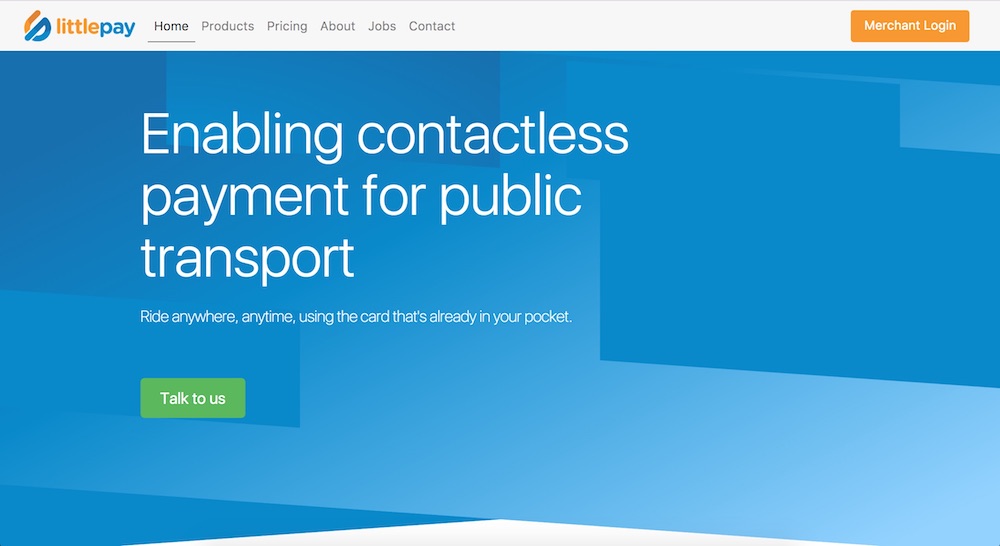 littlepay Home Products Pricing About Jobs Contact Merchant Login
Enabling contactless
payment for public
transport
Ride anywhere, anytime, using the card that's already in your pocket.
Talk to us